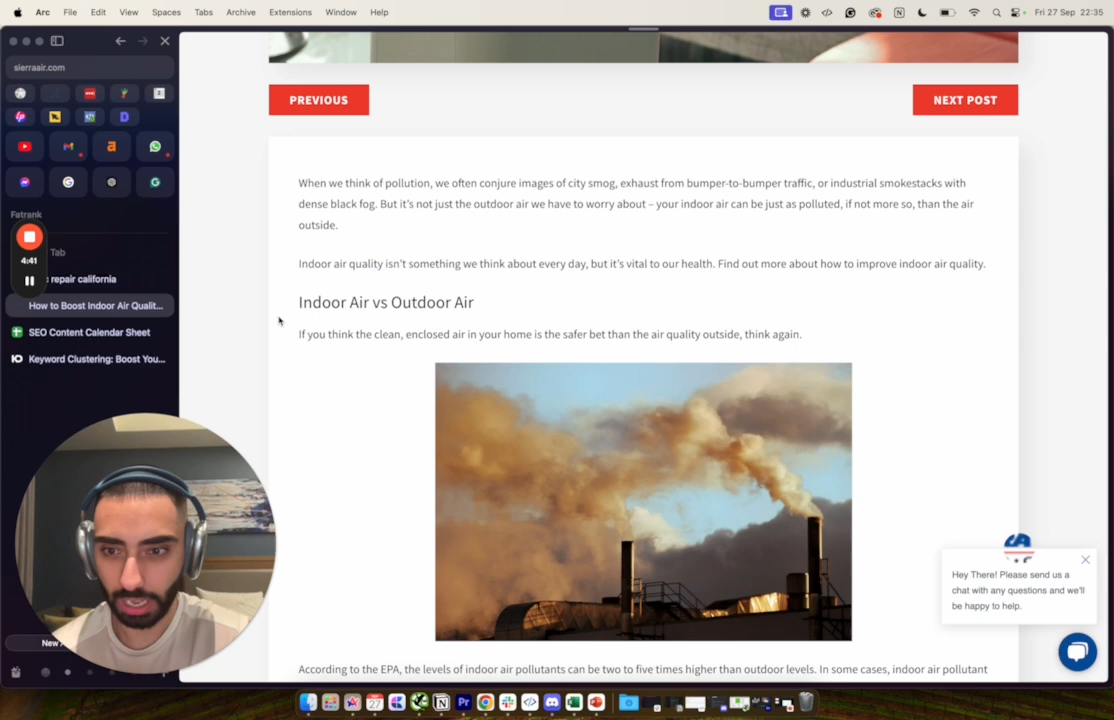 Arc File Edit View Spaces Tabs Archive Extensions Window Help Fri 27 Sep 22:35
sierraair.com
PREVIOUS
NEXT POST
When we think of pollution, we often conjure images of city smog, exhaust from bumper-to-bumper traffic, or industrial smokestacks with
dense black fog. But it's not just the outdoor air we have to worry about – your indoor air can be just as polluted, if not more so, than the air
outside.
Fatrank
4:41
Tab
repair california
How to Boost Indoor Air Qualit...
SEO Content Calendar Sheet
Keyword Clustering: Boost You...
Indoor air quality isn't something we think about every day, but it's vital to our health. Find out more about how to improve indoor air quality.
Indoor Air vs Outdoor Air
If you think the clean, enclosed air in your home is the safer bet than the air quality outside, think again.
Hey There! Please send us a
chat with any questions and we'll
be happy to help.
New
According to the EPA, the levels of indoor air pollutants can be two to five times higher than outdoor levels. In some cases, indoor air pollutant